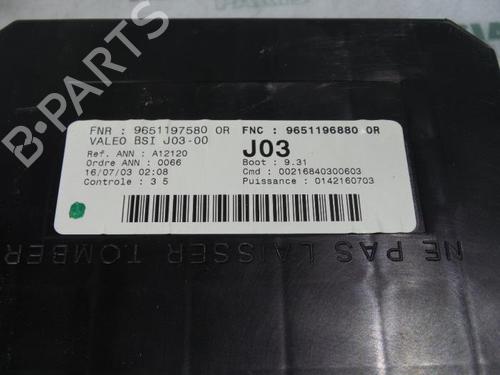 B-PARTS
FNR : 9651197580 OR FNC : 9651196880 OR
VALEO BSI J03-00 J03
Ref. ANN : A12120 Boot : 9.31
Ordre ANN : 0066 Cmd : 00216840300603
16/07/03 02:08 Puissance : 0142160703
Controle : 3 5
NE PAS LAISSER TOMBER